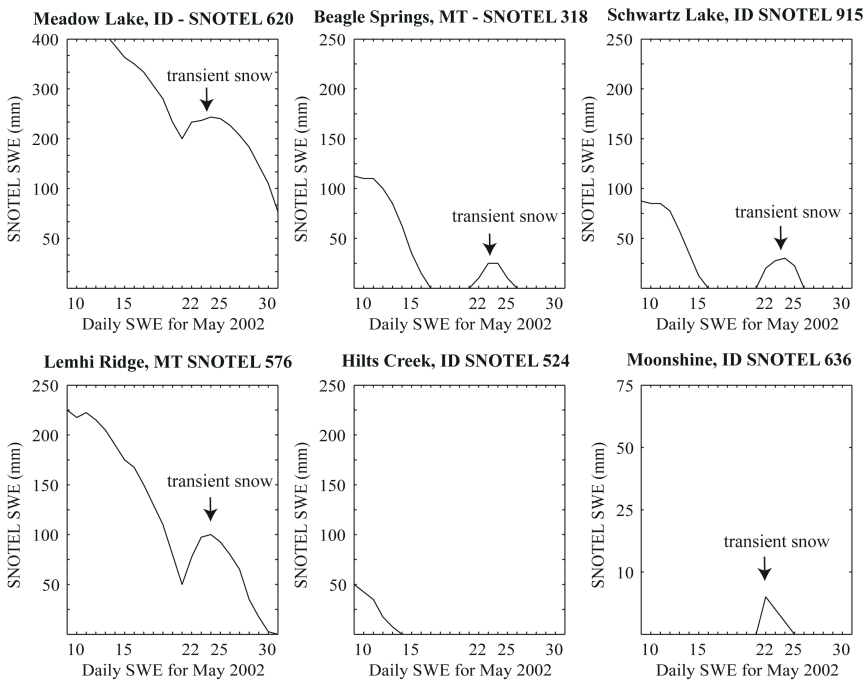 Meadow Lake, ID - SNOTEL 620
SNOTEL SWE (mm)
400
300
200
100
50
transient snow
10 15 22 25 30
Daily SWE for May 2002
Beagle Springs, MT - SNOTEL 318
SNOTEL SWE (mm)
250
200
150
100
50
transient snow
10 15 22 25 30
Daily SWE for May 2002
Schwartz Lake, ID SNOTEL 915
SNOTEL SWE (mm)
250
200
150
100
50
transient snow
10 15 22 25 30
Daily SWE for May 2002
Lemhi Ridge, MT SNOTEL 576
SNOTEL SWE (mm)
250
200
150
100
50
transient snow
10 15 22 25 30
Daily SWE for May 2002
Hilts Creek, ID SNOTEL 524
SNOTEL SWE (mm)
250
200
150
100
50
10 15 22 25 30
Daily SWE for May 2002
Moonshine, ID SNOTEL 636
SNOTEL SWE (mm)
75
50
25
10
transient snow
10 15 22 25 30
Daily SWE for May 2002